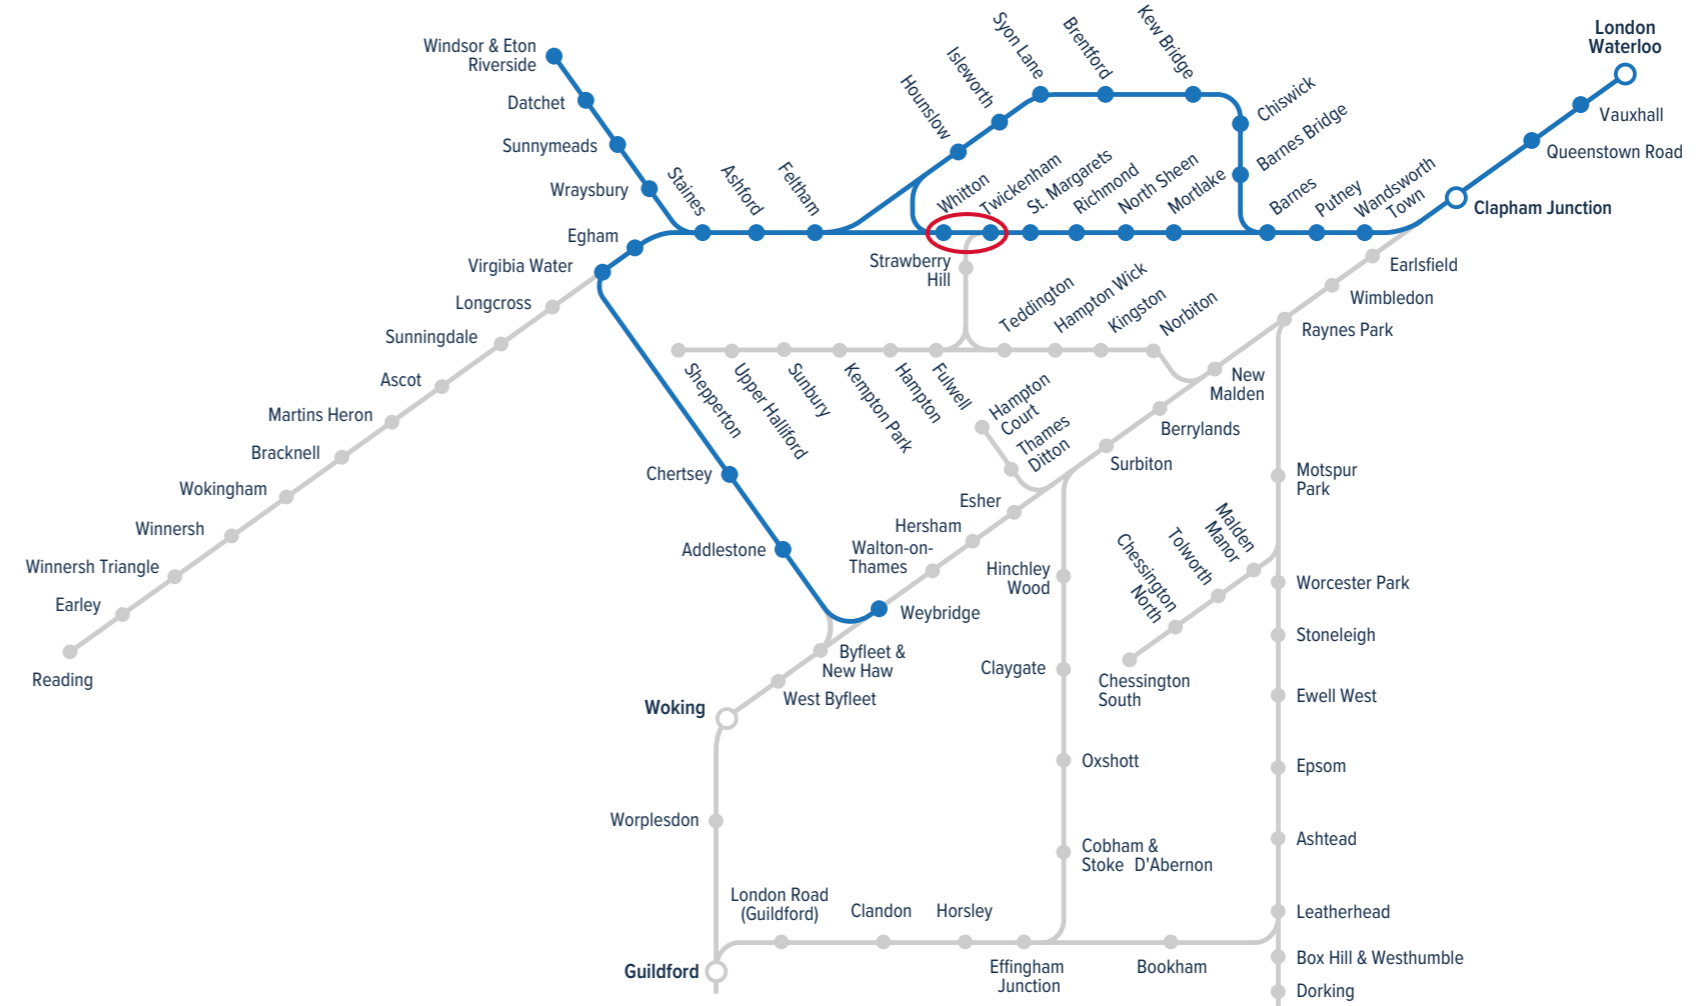 London
Waterloo
Vauxhall
Queenstown Road
Clapham Junction
Windsor & Eton
Riverside
Datchet
Sunnymeads
Wraysbury
Staines
Ashford
Feltham
Hounslow
Isleworth
Syon Lane
Brentford
Kew Bridge
Chiswick
Barnes Bridge
Whitton
Twickenham
St. Margarets
Richmond
North Sheen
Mortlake
Barnes
Putney
Wandsworth
Town
Egham
Virgibia Water
Longcross
Sunningdale
Ascot
Martins Heron
Bracknell
Wokingham
Winnersh
Winnersh Triangle
Earley
Reading
Strawberry
Hill
Teddington
Hampton Wick
Kingston
Norbiton
Shepperton
Upper Halliford
Sunbury
Kempton Park
Hampton
Fulwell
Earlsfield
Wimbledon
Raynes Park
New
Malden
Berrylands
Surbiton
Hampton
Court
Thames
Ditton
Esher
Hersham
Walton-on-
Thames
Weybridge
Chertsey
Addlestone
Byfleet &
New Haw
West Byfleet
Woking
Worplesdon
Guildford
London Road
(Guildford)
Clandon
Horsley
Effingham
Junction
Bookham
Hinchley
Wood
Claygate
Oxshott
Cobham &
Stoke D'Abernon
Motspur
Park
Malden
Manor
Tolworth
Chessington
North
Chessington
South
Worcester Park
Stoneleigh
Ewell West
Epsom
Ashtead
Leatherhead
Box Hill & Westhumble
Dorking